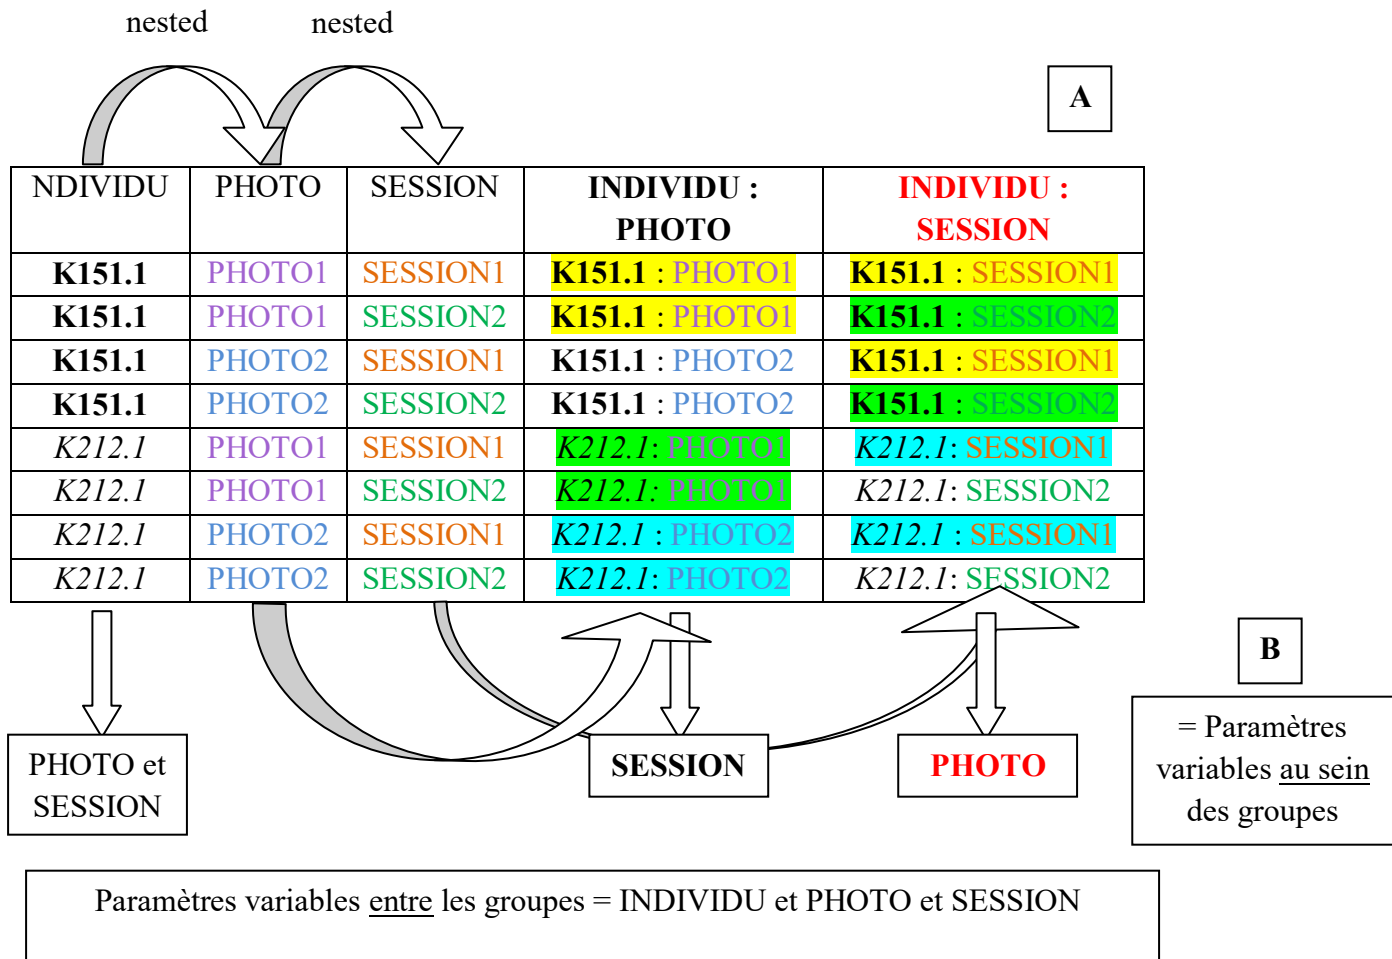 nested nested
A
NDIVIDU PHOTO SESSION INDIVIDU : INDIVIDU :
PHOTO SESSION
K151.1 PHOTO1 SESSION1 K151.1 : PHOTO1 K151.1 : SESSION1
K151.1 PHOTO1 SESSION2 K151.1 : PHOTO1 K151.1 : SESSION2
K151.1 PHOTO2 SESSION1 K151.1 : PHOTO2 K151.1 : SESSION1
K151.1 PHOTO2 SESSION2 K151.1 : PHOTO2 K151.1 : SESSION2
K212.1 PHOTO1 SESSION1 K212.1: PHOTO1 K212.1: SESSION1
K212.1 PHOTO1 SESSION2 K212.1: PHOTO1 K212.1: SESSION2
K212.1 PHOTO2 SESSION1 K212.1 : PHOTO2 K212.1 : SESSION1
K212.1 PHOTO2 SESSION2 K212.1: PHOTO2 K212.1: SESSION2
B
PHOTO et
SESSION
SESSION
PHOTO
= Paramètres
variables au sein
des groupes
Paramètres variables entre les groupes = INDIVIDU et PHOTO et SESSION